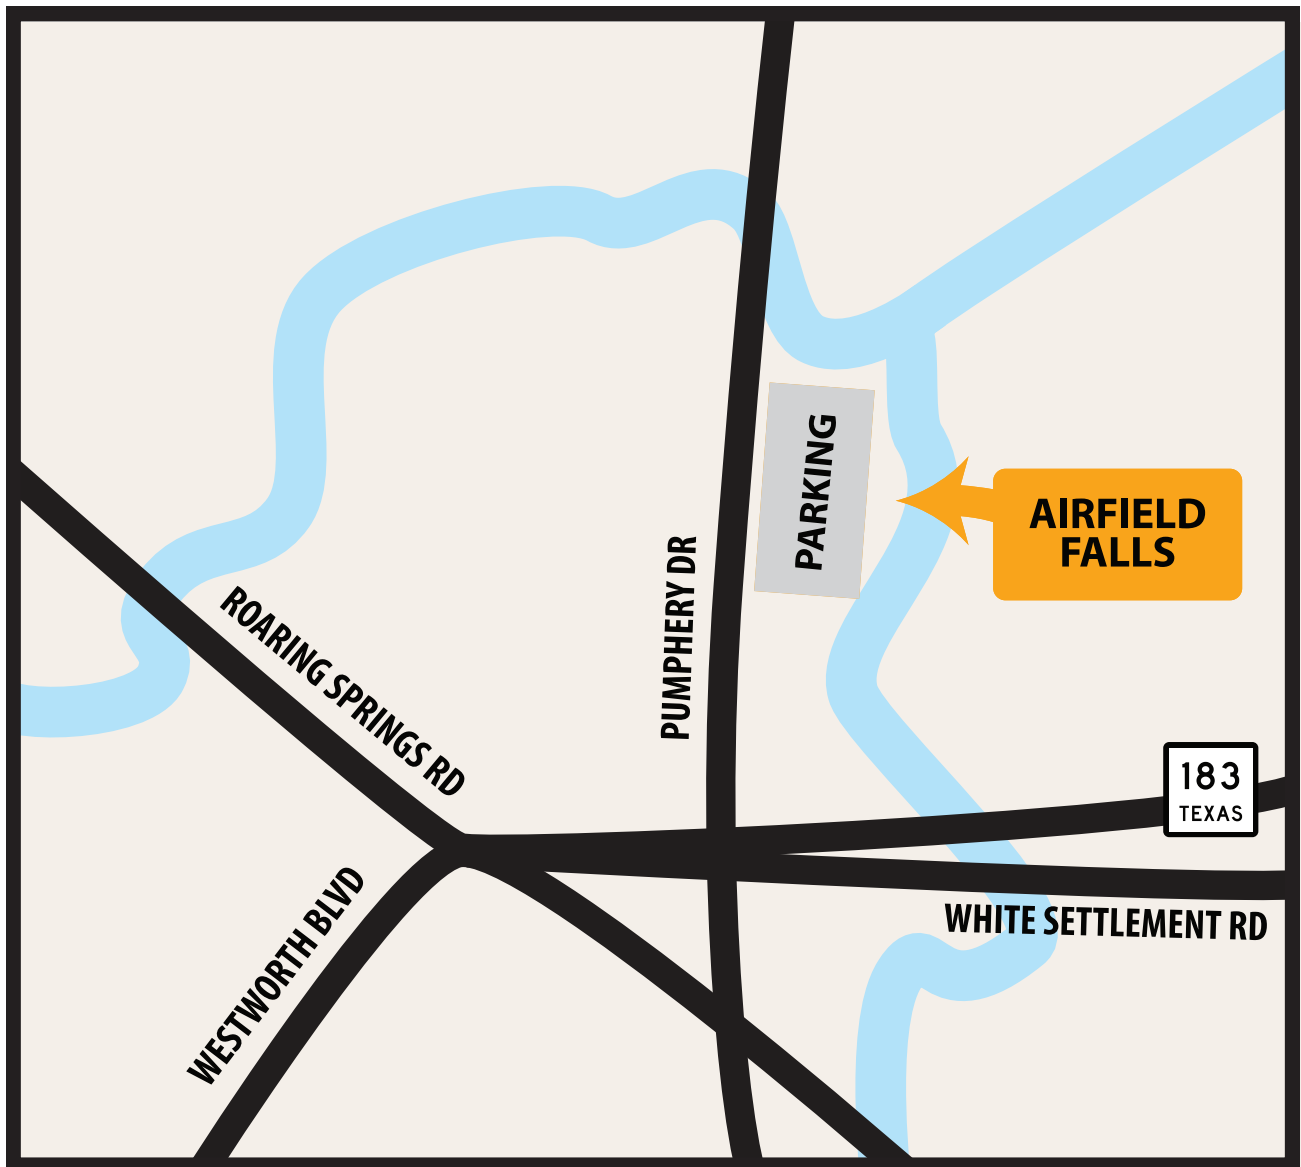 PARKING
AIRFIELD
FALLS
PUMPHERY DR
ROARING SPRINGS RD
183
TEXAS
WESTWORTH BLVD
WHITE SETTLEMENT RD